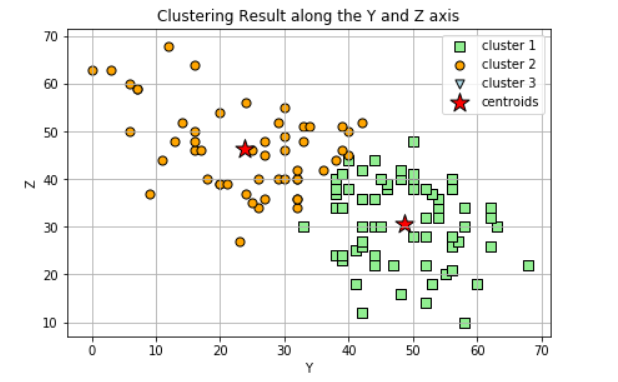 Clustering Result along the Y and Z axis
70
60
50
40
30
20
10
Z
cluster 1
cluster 2
cluster 3
centroids
0 10 20 30 40 50 60 70
Y